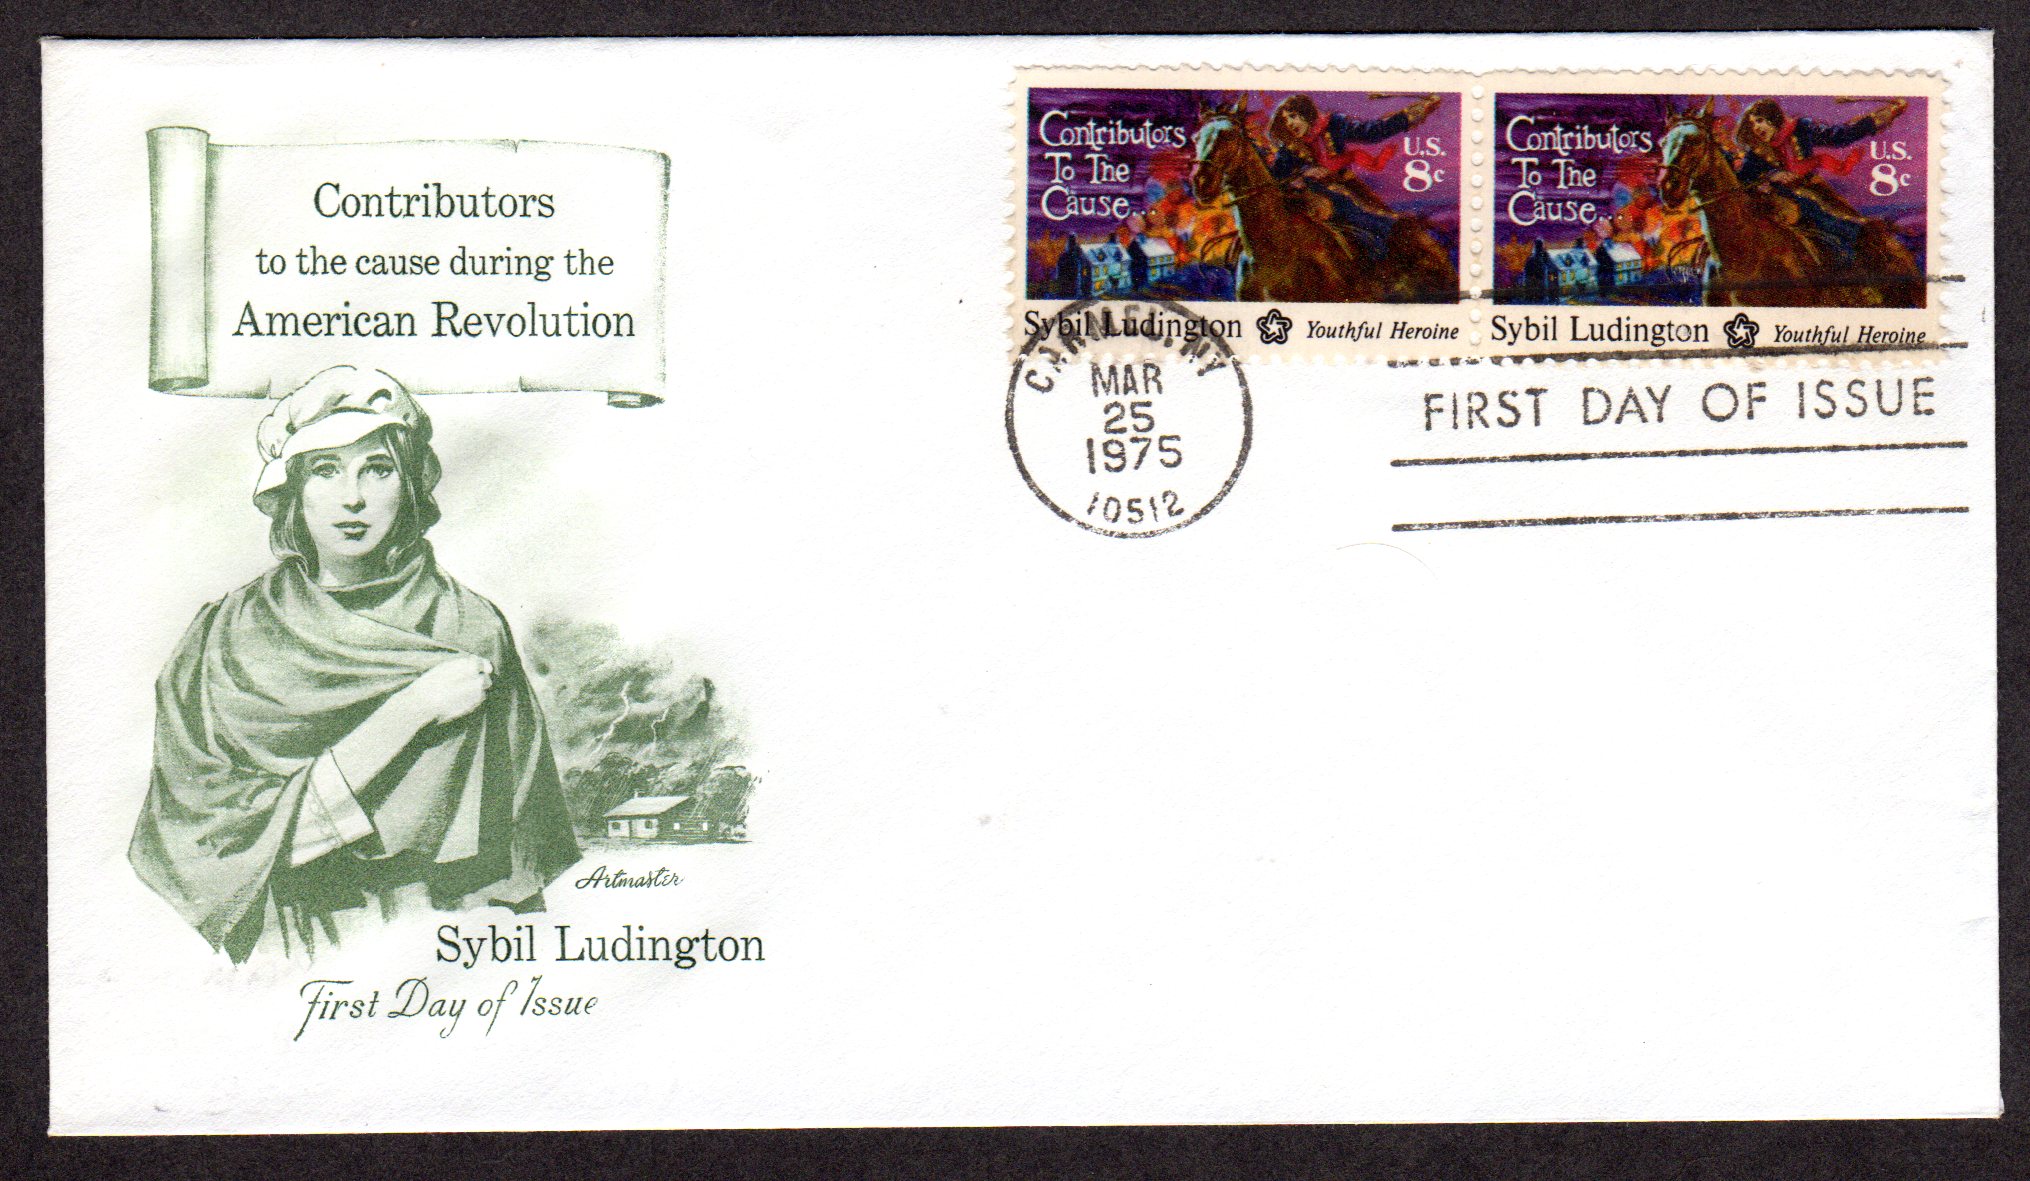 Contributors
to the cause during the
American Revolution
Artmaster
Sybil Ludington
First Day of Issue
Contributors
To The
Cause...
U.S.
8c
Sybil Ludington Youthful Heroine
Contributors
To The
Cause...
U.S.
8c
Sybil Ludington Youthful Heroine
CARMEL, NY
MAR
25
1975
10512
FIRST DAY OF ISSUE